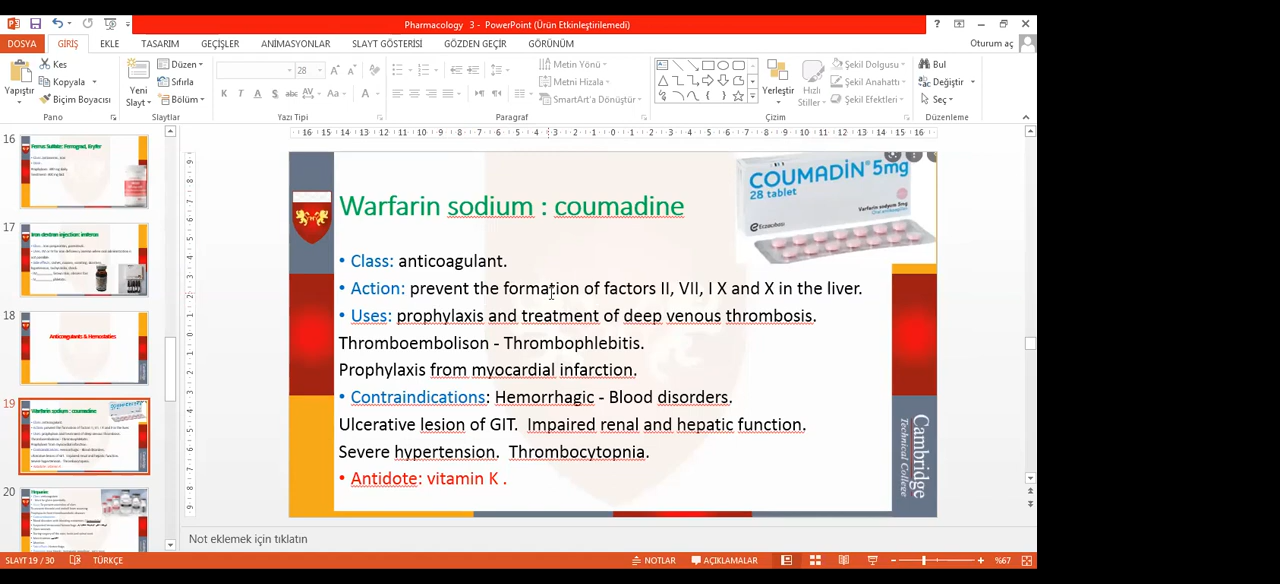 Pharmacology 3 - PowerPoint (Ürün Etkinleştirilemedi)
Oturum aç
DOSYA GİRİŞ EKLE TASARIM GEÇİŞLER ANİMASYONLAR SLAYT GÖSTERİSİ GÖZDEN GEÇİR GÖRÜNÜM
Yapıştır
Kes
Kopyala
Biçim Boyacısı
Pano
Yeni Slayt
Düzen
Sıfırla
Bölüm
Slaytlar
28
Yazı Tipi
Metin Yönü
Metni Hizala
SmartArt'a Dönüştür
Paragraf
Yerleştir
Hızlı Stiller
Şekil Dolgusu
Şekil Anahattı
Şekil Efektleri
Çizim
Bul
Değiştir
Seç
Düzenleme
16
17
18
Anticoagulants & Hemostatics
19
Warfarin sodium : coumadine
20
COUMADİN 5mg
28 tablet
Eczacıbaşı
Warfarin sodium : coumadine
• Class: anticoagulant.
• Action: prevent the formation of factors II, VII, I X and X in the liver.
• Uses: prophylaxis and treatment of deep venous thrombosis.
Thromboembolison - Thrombophlebitis.
Prophylaxis from myocardial infarction.
• Contraindications: Hemorrhagic - Blood disorders.
Ulcerative lesion of GIT. Impaired renal and hepatic function.
Severe hypertension. Thrombocytopnia.
• Antidote: vitamin K .
Cambridge
Technical College
Not eklemek için tıklatın
SLAYT 19 / 30 TÜRKÇE NOTLAR AÇIKLAMALAR %67